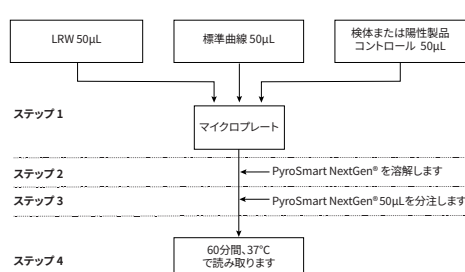 LRW 50μL
標準曲線 50μL
検体または陽性製品
コントロール 50μL
ステップ 1
マイクロプレート
ステップ 2
PyroSmart NextGen® を溶解します
ステップ 3
PyroSmart NextGen® 50μLを分注します
ステップ 4
60分間、37°C
で読み取ります